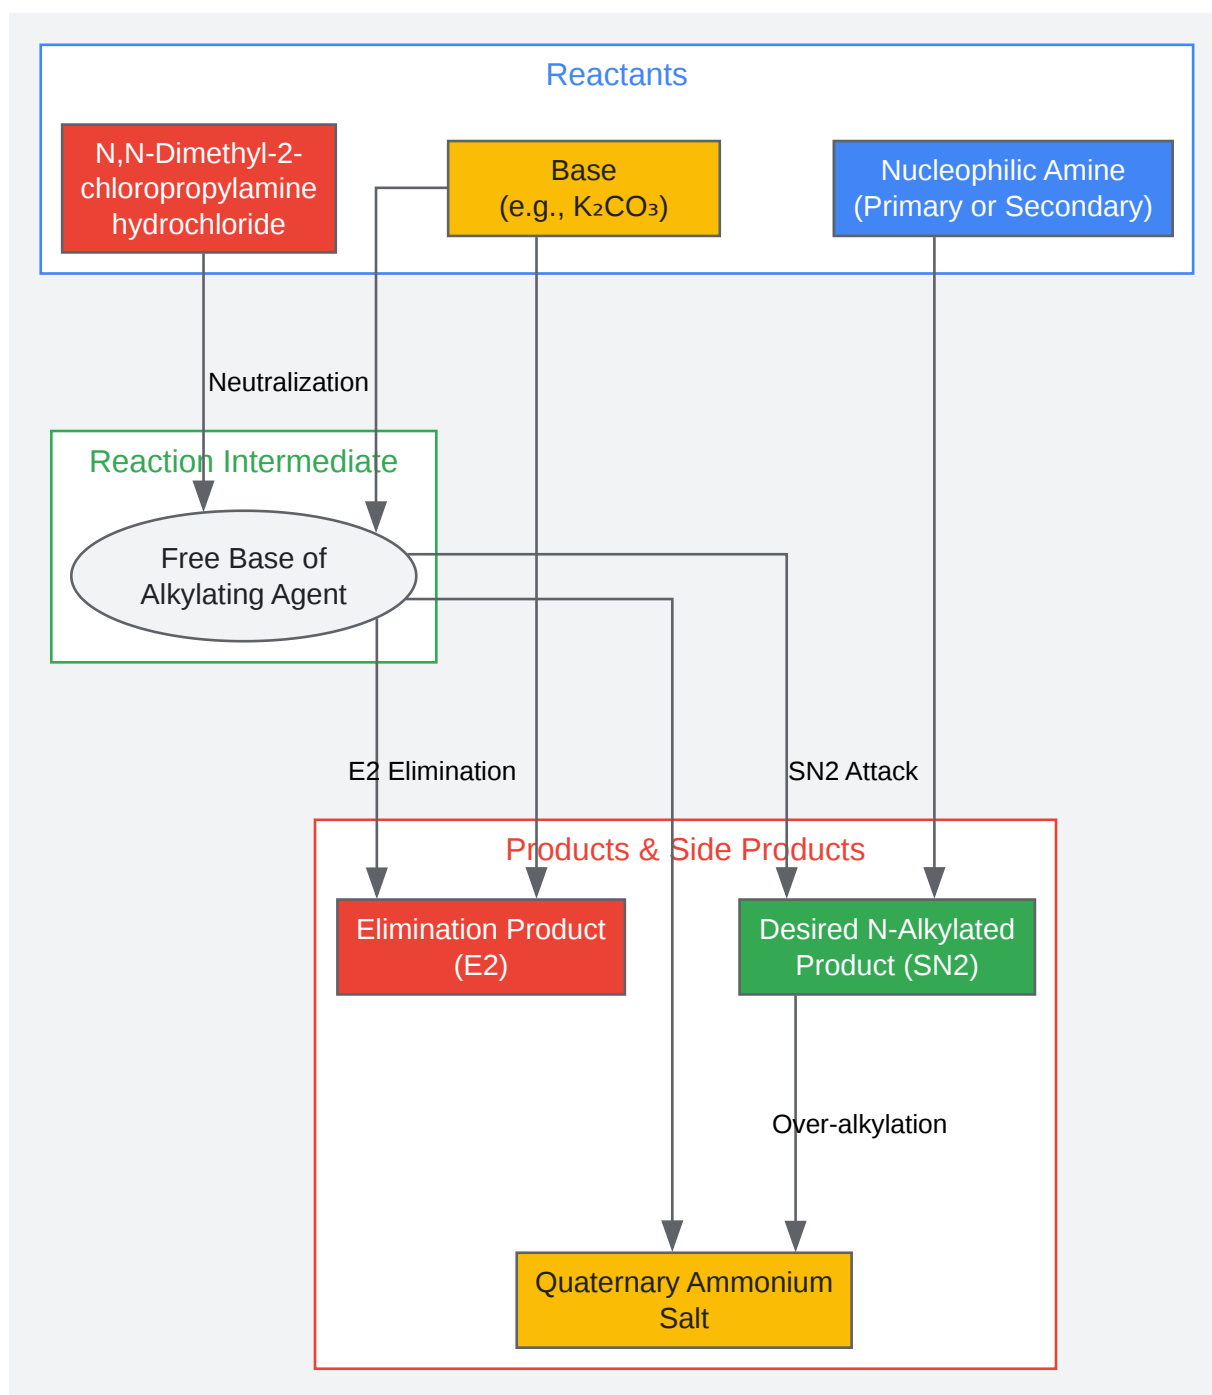 Reactants
N,N-Dimethyl-2-
chloropropylamine
hydrochloride
Base
(e.g., K₂CO₃)
Nucleophilic Amine
(Primary or Secondary)
Neutralization
Reaction Intermediate
Free Base of
Alkylating Agent
E2 Elimination
SN2 Attack
Products & Side Products
Elimination Product
(E2)
Desired N-Alkylated
Product (SN2)
Over-alkylation
Quaternary Ammonium
Salt